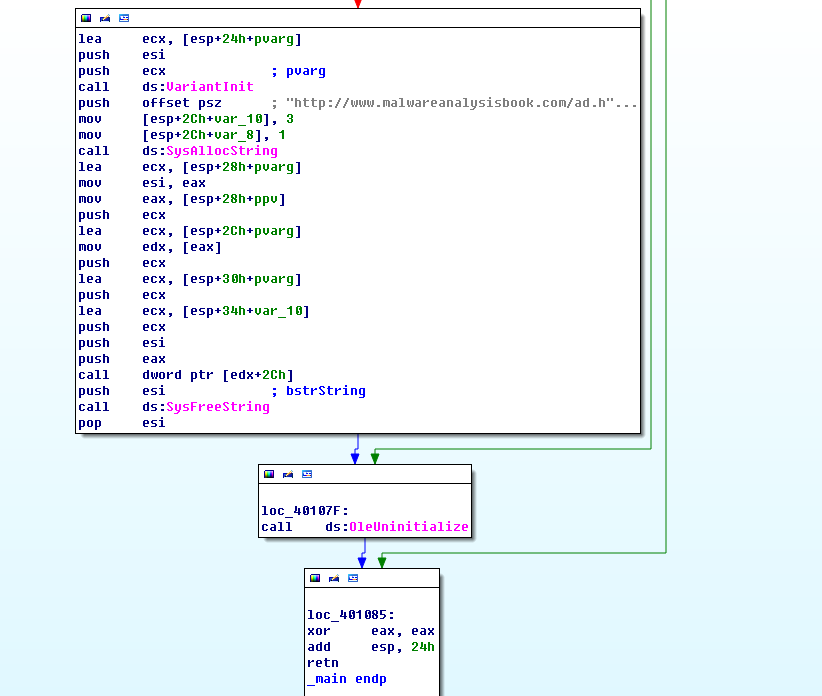 lea ecx, [esp+24h+pvarg]
push esi
push ecx ; pvarg
call ds:VariantInit
push offset psz ; "http://www.malwareanalysisbook.com/ad.h"...
mov [esp+2Ch+var_10], 3
mov [esp+2Ch+var_8], 1
call ds:SysAllocString
lea ecx, [esp+28h+pvarg]
mov esi, eax
mov eax, [esp+28h+ppv]
push ecx
lea ecx, [esp+2Ch+pvarg]
mov edx, [eax]
push ecx
lea ecx, [esp+30h+pvarg]
push ecx
lea ecx, [esp+34h+var_10]
push ecx
push esi
push eax
call dword ptr [edx+2Ch]
push esi ; bstrString
call ds:SysFreeString
pop esi
loc_40107F:
call ds:OleUninitialize
loc_401085:
xor eax, eax
add esp, 24h
retn
_main endp